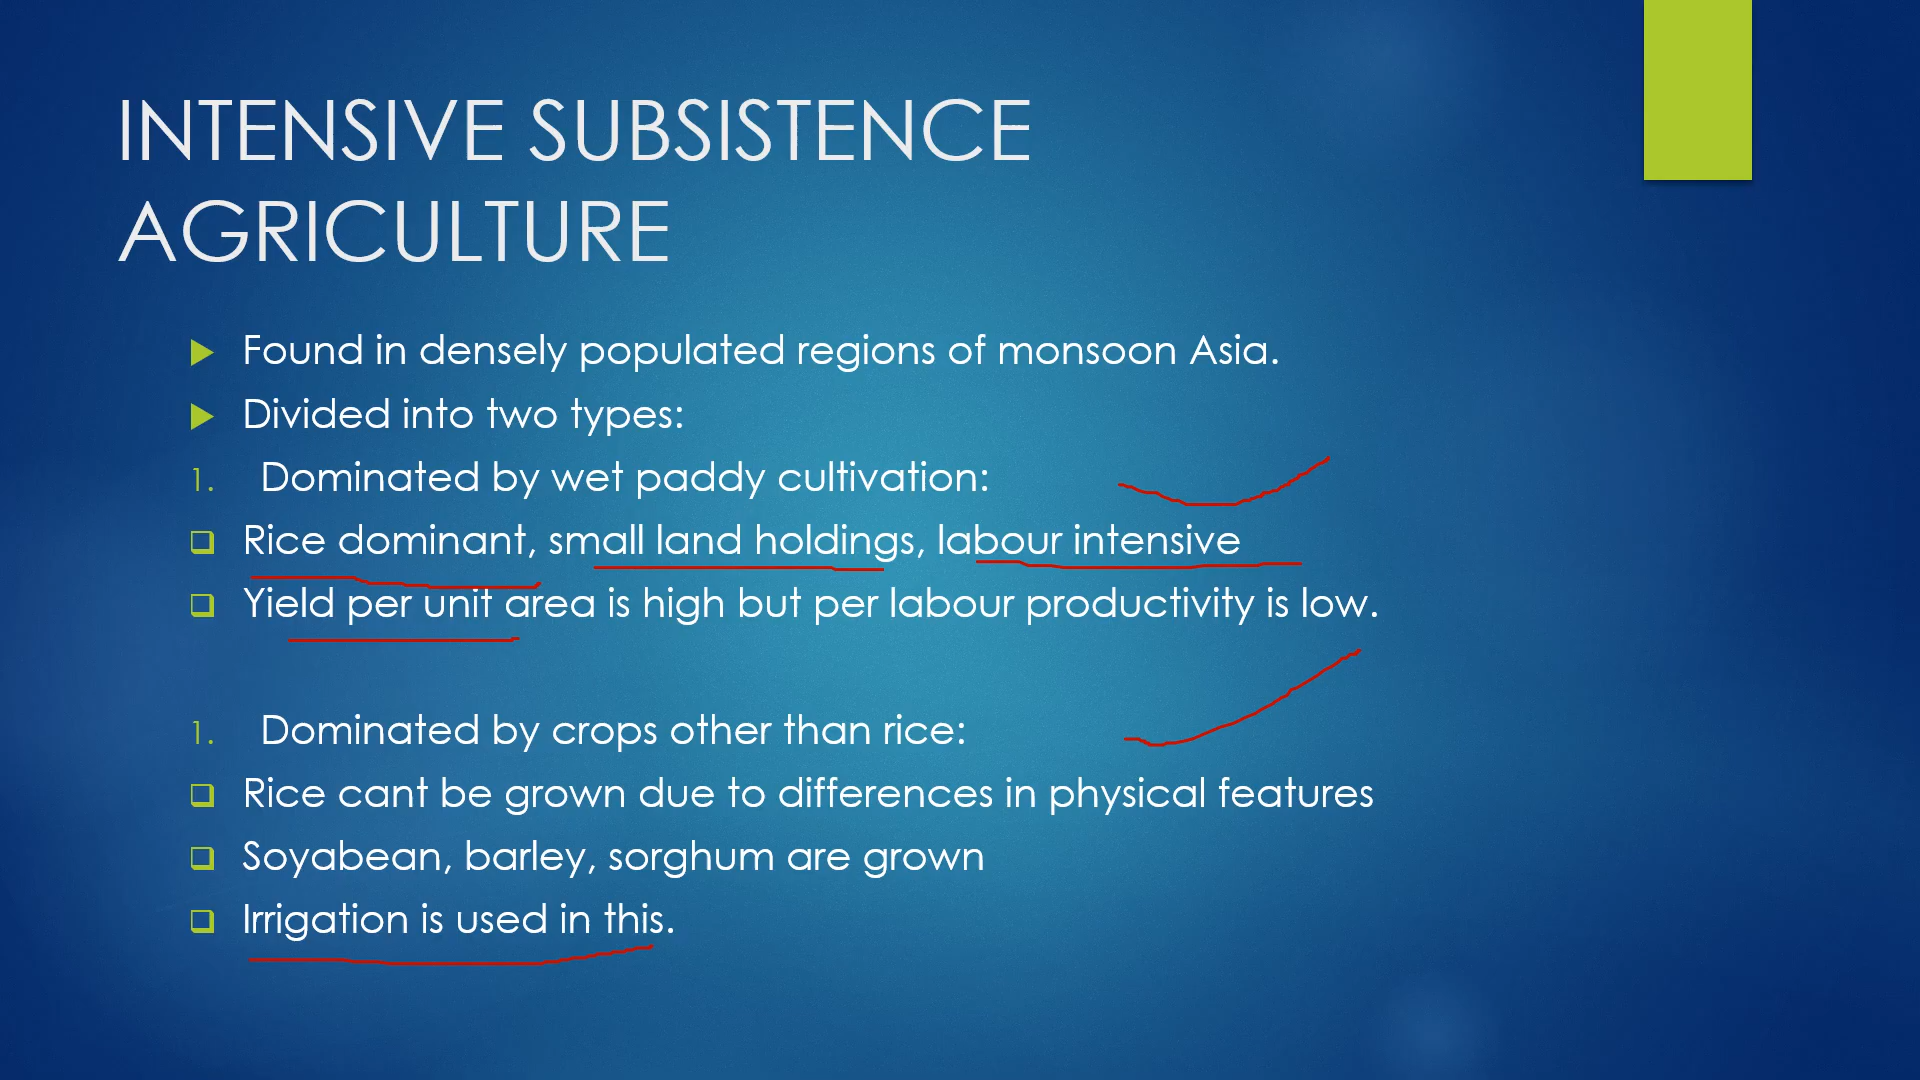 INTENSIVE SUBSISTENCE
AGRICULTURE
Found in densely populated regions of monsoon Asia.
Divided into two types:
1. Dominated by wet paddy cultivation:
Rice dominant, small land holdings, labour intensive
Yield per unit area is high but per labour productivity is low.
1. Dominated by crops other than rice:
Rice cant be grown due to differences in physical features
Soyabean, barley, sorghum are grown
Irrigation is used in this.